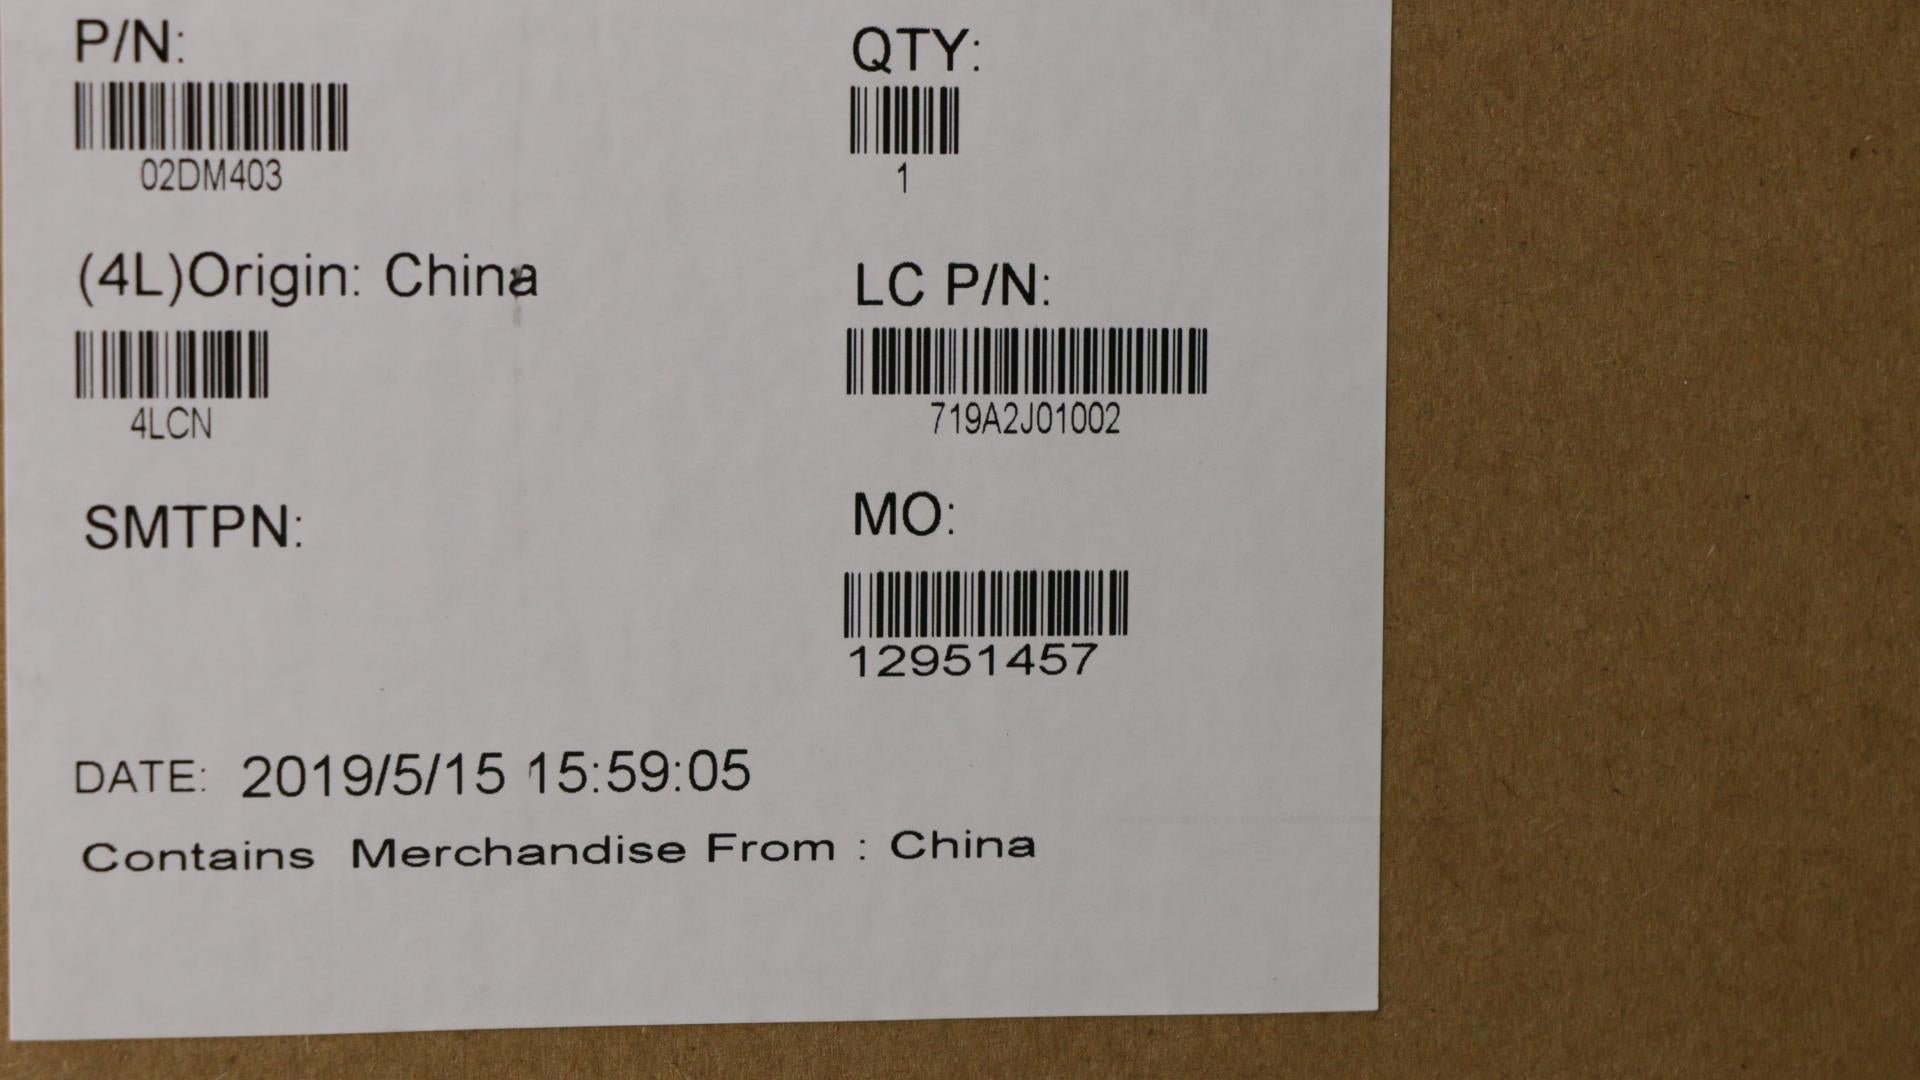 P/N:
QTY:
02DM403
1
(4L)Origin: China
LC P/N:
4LCN
719A2J01002
SMTPN:
MO:
12951457
DATE: 2019/5/15 15:59:05
Contains Merchandise From : China